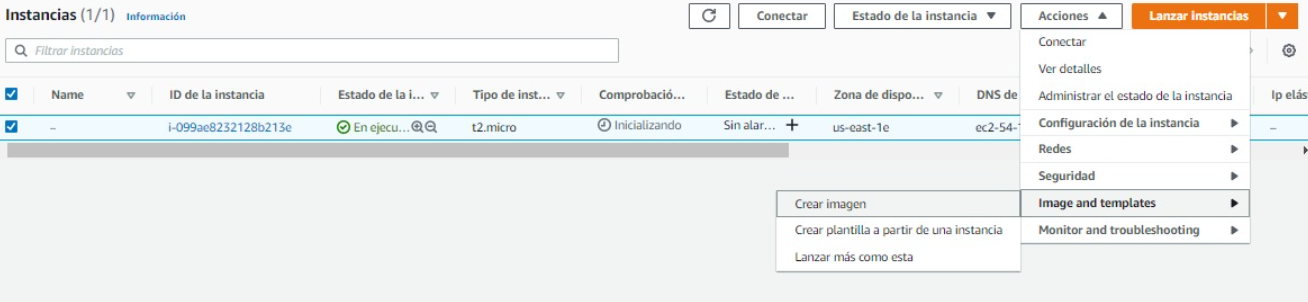 Instancias (1/1) Información
Conectar
Estado de la instancia
Acciones
Lanzar instancias
Filtrar instancias
Name
ID de la instancia
Estado de la i...
Tipo de inst...
Comprobació...
Estado de ...
Zona de dispo...
DNS de
Ip elás
–
i-099ae8232128b213e
En ejecu...
t2.micro
Inicializando
Sin alar...
us-east-1e
ec2-54-1
–
Conectar
Ver detalles
Administrar el estado de la instancia
Configuración de la instancia
Redes
Seguridad
Image and templates
Monitor and troubleshooting
Crear imagen
Crear plantilla a partir de una instancia
Lanzar más como esta